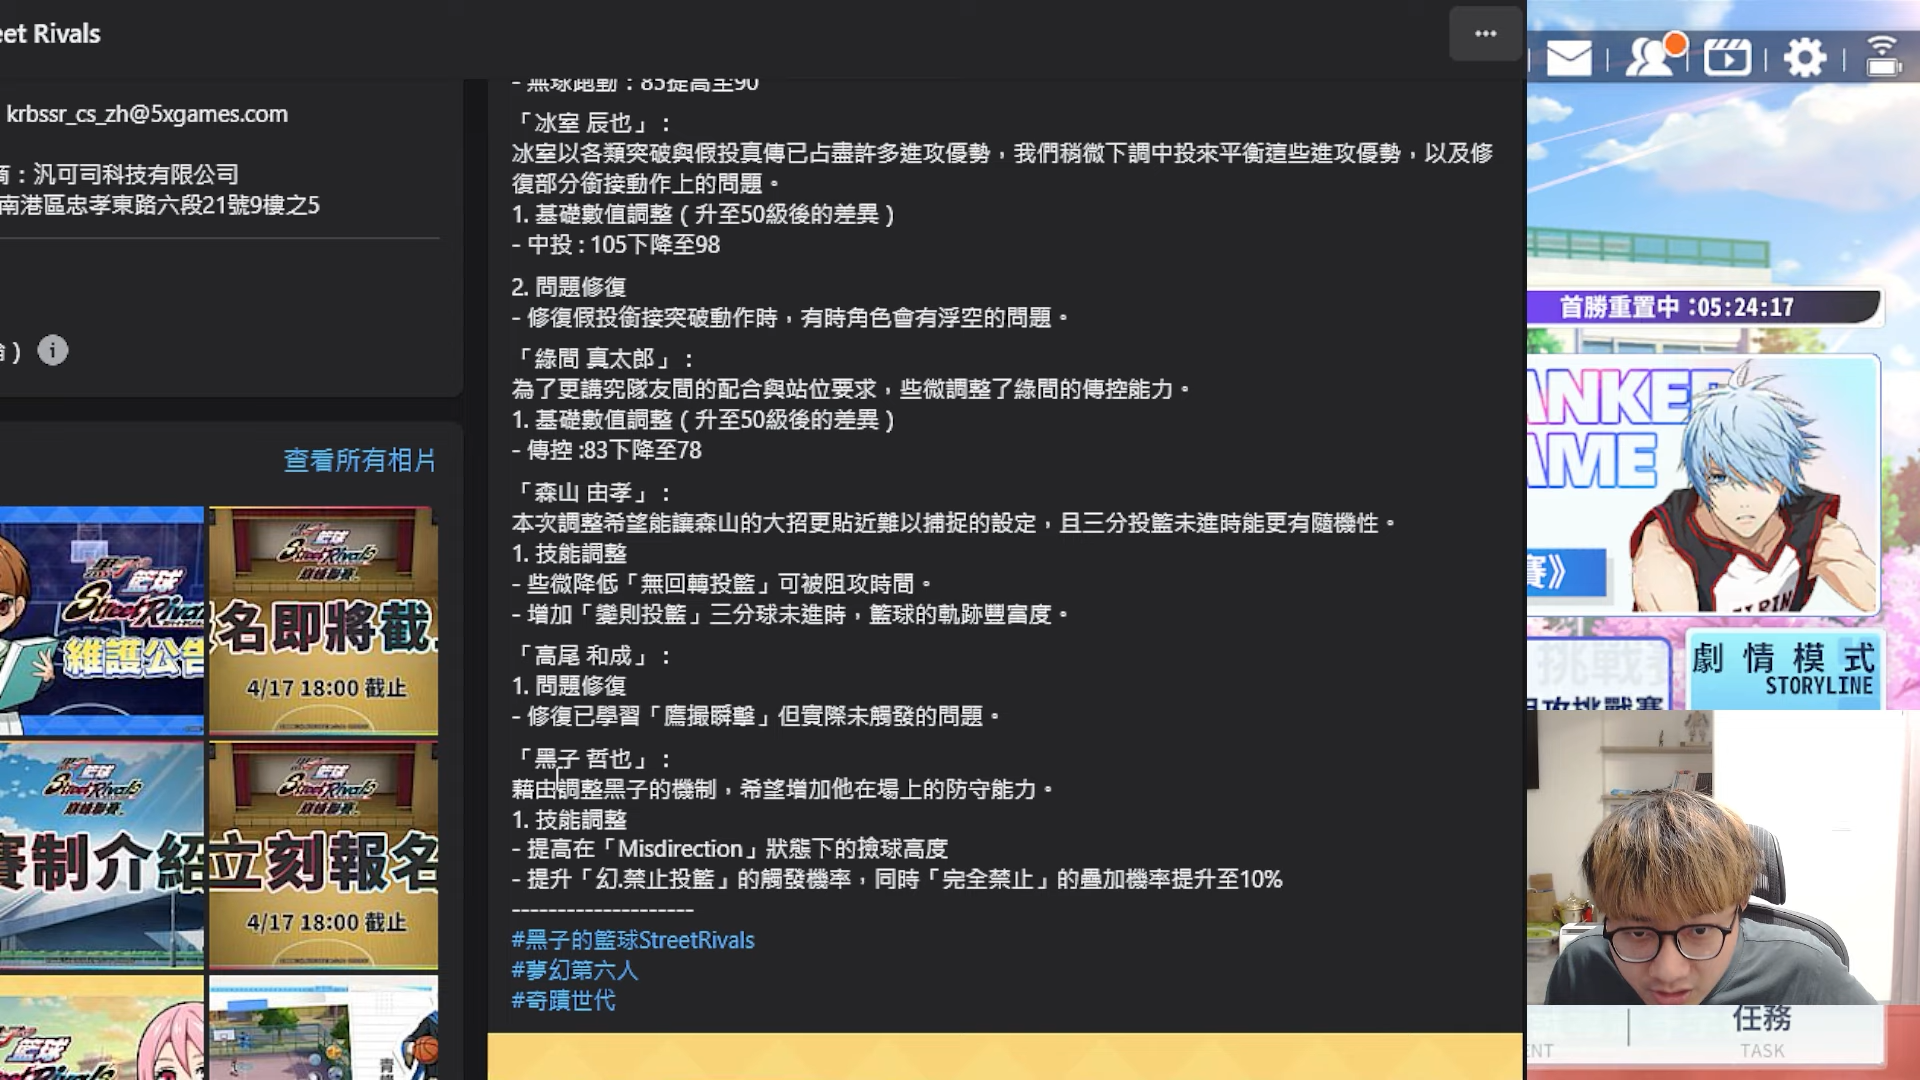 eet Rivals
krbssr_cs_zh@5xgames.com
商：汎可司科技有限公司
南港區忠孝東路六段21號9樓之5
查看所有相片
維護公告
名即將截
4/17 18:00 截止
賽制介紹
立刻報名
4/17 18:00 截止
- 無球跑動：85提高至90
「冰室 辰也」：
冰室以各類突破與假投真傳已占盡許多進攻優勢，我們稍微下調中投來平衡這些進攻優勢，以及修
復部分銜接動作上的問題。
1. 基礎數值調整 ( 升至50級後的差異 )
- 中投 : 105下降至98
2. 問題修復
- 修復假投銜接突破動作時，有時角色會有浮空的問題。
「綠間 真太郎」：
為了更講究隊友間的配合與站位要求，些微調整了綠間的傳控能力。
1. 基礎數值調整 ( 升至50級後的差異 )
- 傳控 :83下降至78
「森山 由孝」：
本次調整希望能讓森山的大招更貼近難以捕捉的設定，且三分投籃未進時能更有隨機性。
1. 技能調整
- 些微降低「無回轉投籃」可被阻攻時間。
- 增加「變則投籃」三分球未進時，籃球的軌跡豐富度。
「高尾 和成」：
1. 問題修復
- 修復已學習「鷹撮瞬擊」但實際未觸發的問題。
「黑子 哲也」：
藉由調整黑子的機制，希望增加他在場上的防守能力。
1. 技能調整
- 提高在「Misdirection」狀態下的撿球高度
- 提升「幻.禁止投籃」的觸發機率，同時「完全禁止」的疊加機率提升至10%
--------------------
#黑子的籃球StreetRivals
#夢幻第六人
#奇蹟世代
首勝重置中 :05:24:17
ANKED
AME
賽》
劇情模式
STORYLINE
任務
TASK
ENT